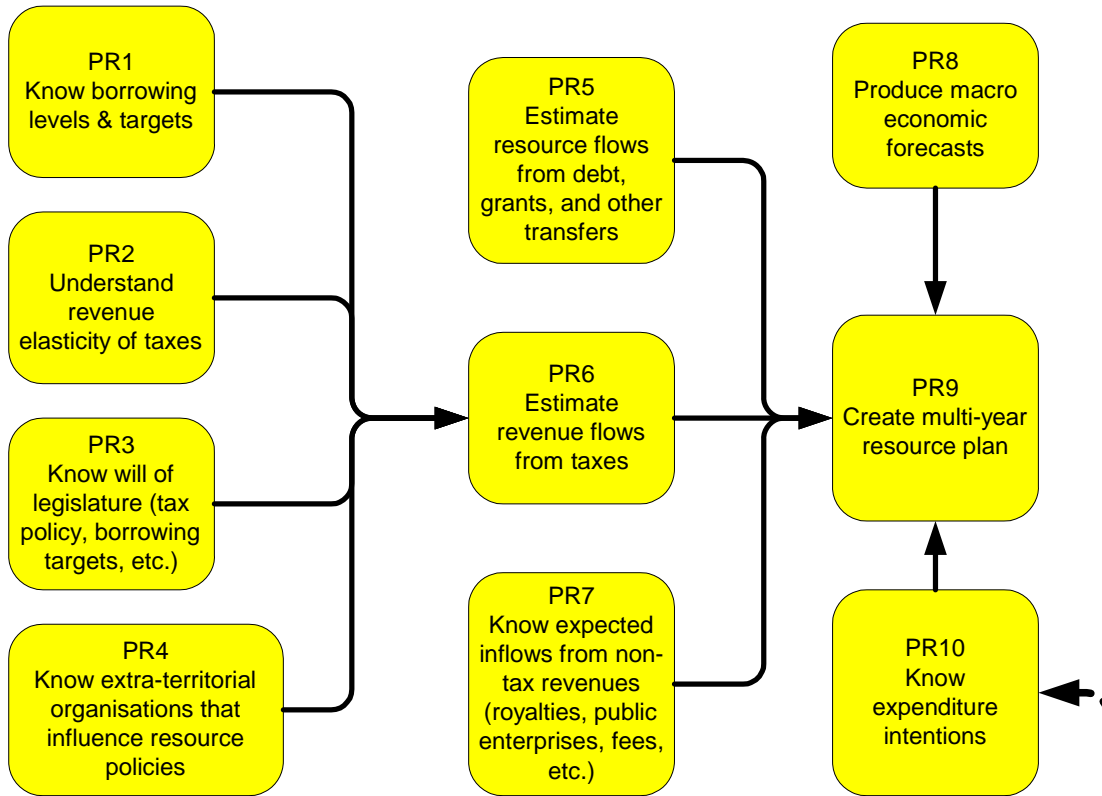 PR1
Know borrowing
levels & targets
PR2
Understand
revenue
elasticity of taxes
PR3
Know will of
legislature (tax
policy, borrowing
targets, etc.)
PR4
Know extra-territorial
organisations that
influence resource
policies
PR5
Estimate
resource flows
from debt,
grants, and other
transfers
PR6
Estimate
revenue flows
from taxes
PR7
Know expected
inflows from non-
tax revenues
(royalties, public
enterprises, fees,
etc.)
PR8
Produce macro
economic
forecasts
PR9
Create multi-year
resource plan
PR10
Know
expenditure
intentions